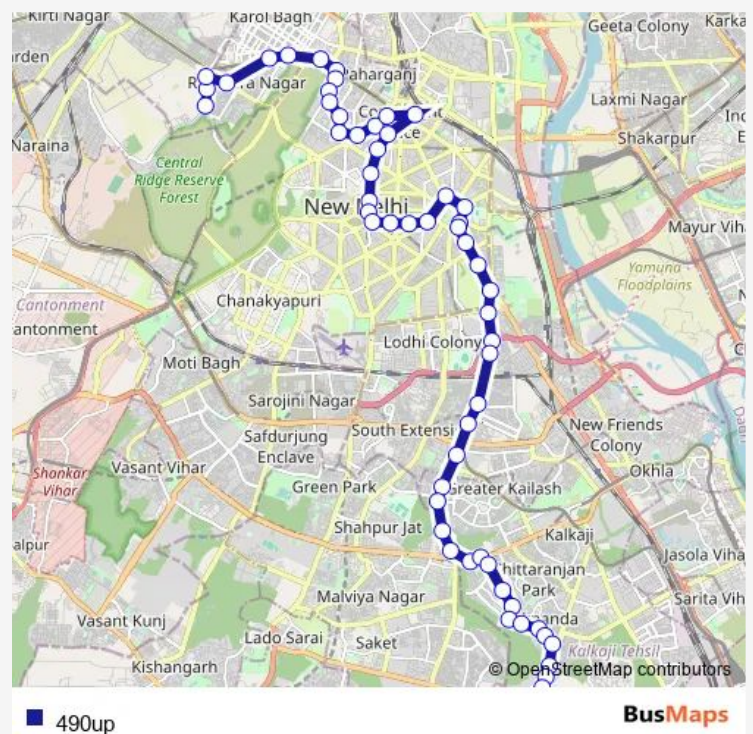 Kirti Nagar
Karol Bagh
Geeta Colony
Karka
arden
Paharganj
Nagar
Laxmi Nagar
Shakarpur
Naraina
Central
Ridge Reserve
Forest
New Delhi
Mayur Viha
Yamuna
Floodplains
Cantonment
antonment
Chanakyapuri
Lodhi Colony
Moti Bagh
Sarojini Nagar
South Extensi
New Friends
Colony
Safdurjung
Enclave
Okhla
Shankar
Vihar
Vasant Vihar
Green Park
Greater Kailash
Shahpur Jat
Kalkaji
alpur
Jasola Viha
hittaranjan
Park
Malviya Nagar
Sarita Vih
Vasant Kunj
anda
Lado Sarai
Saket
Kalkaji Tehsil
Kishangarh
© OpenStreetMap contributors
490up
BusMaps